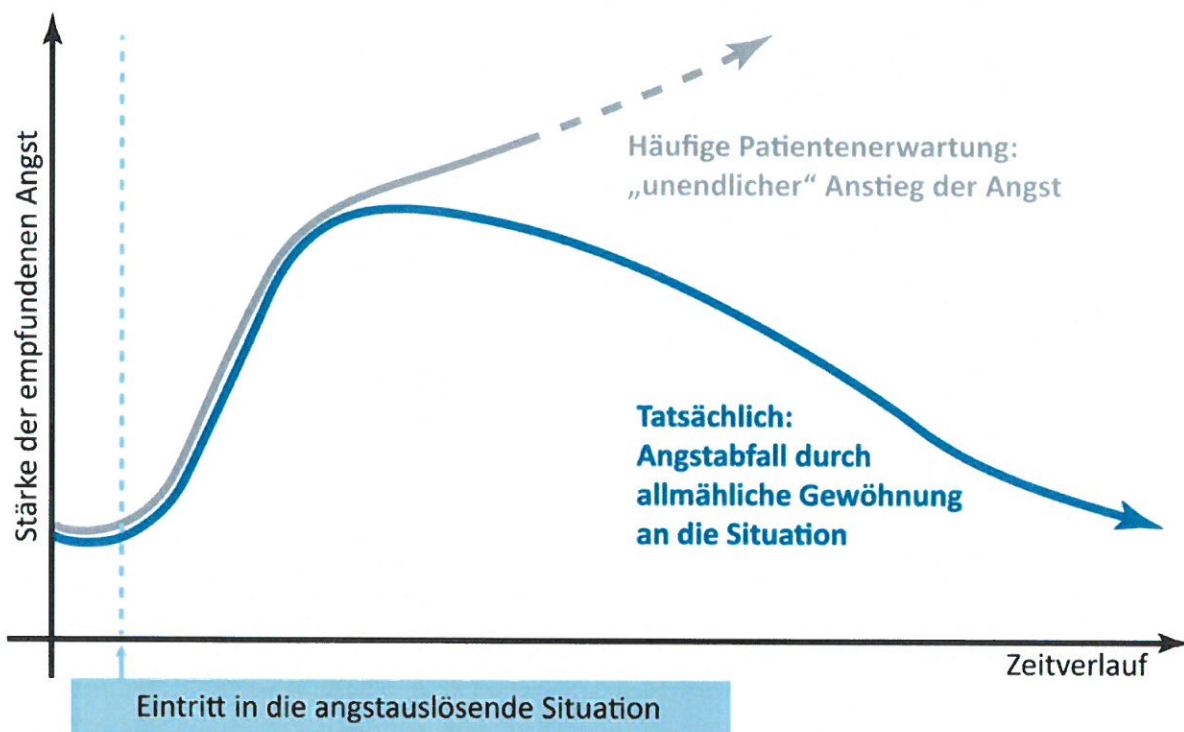 Stärke der empfundenen Angst
Häufige Patientenerwartung:
„unendlicher“ Anstieg der Angst
Tatsächlich:
Angstabfall durch
allmähliche Gewöhnung
an die Situation
Zeitverlauf
Eintritt in die angstauslösende Situation